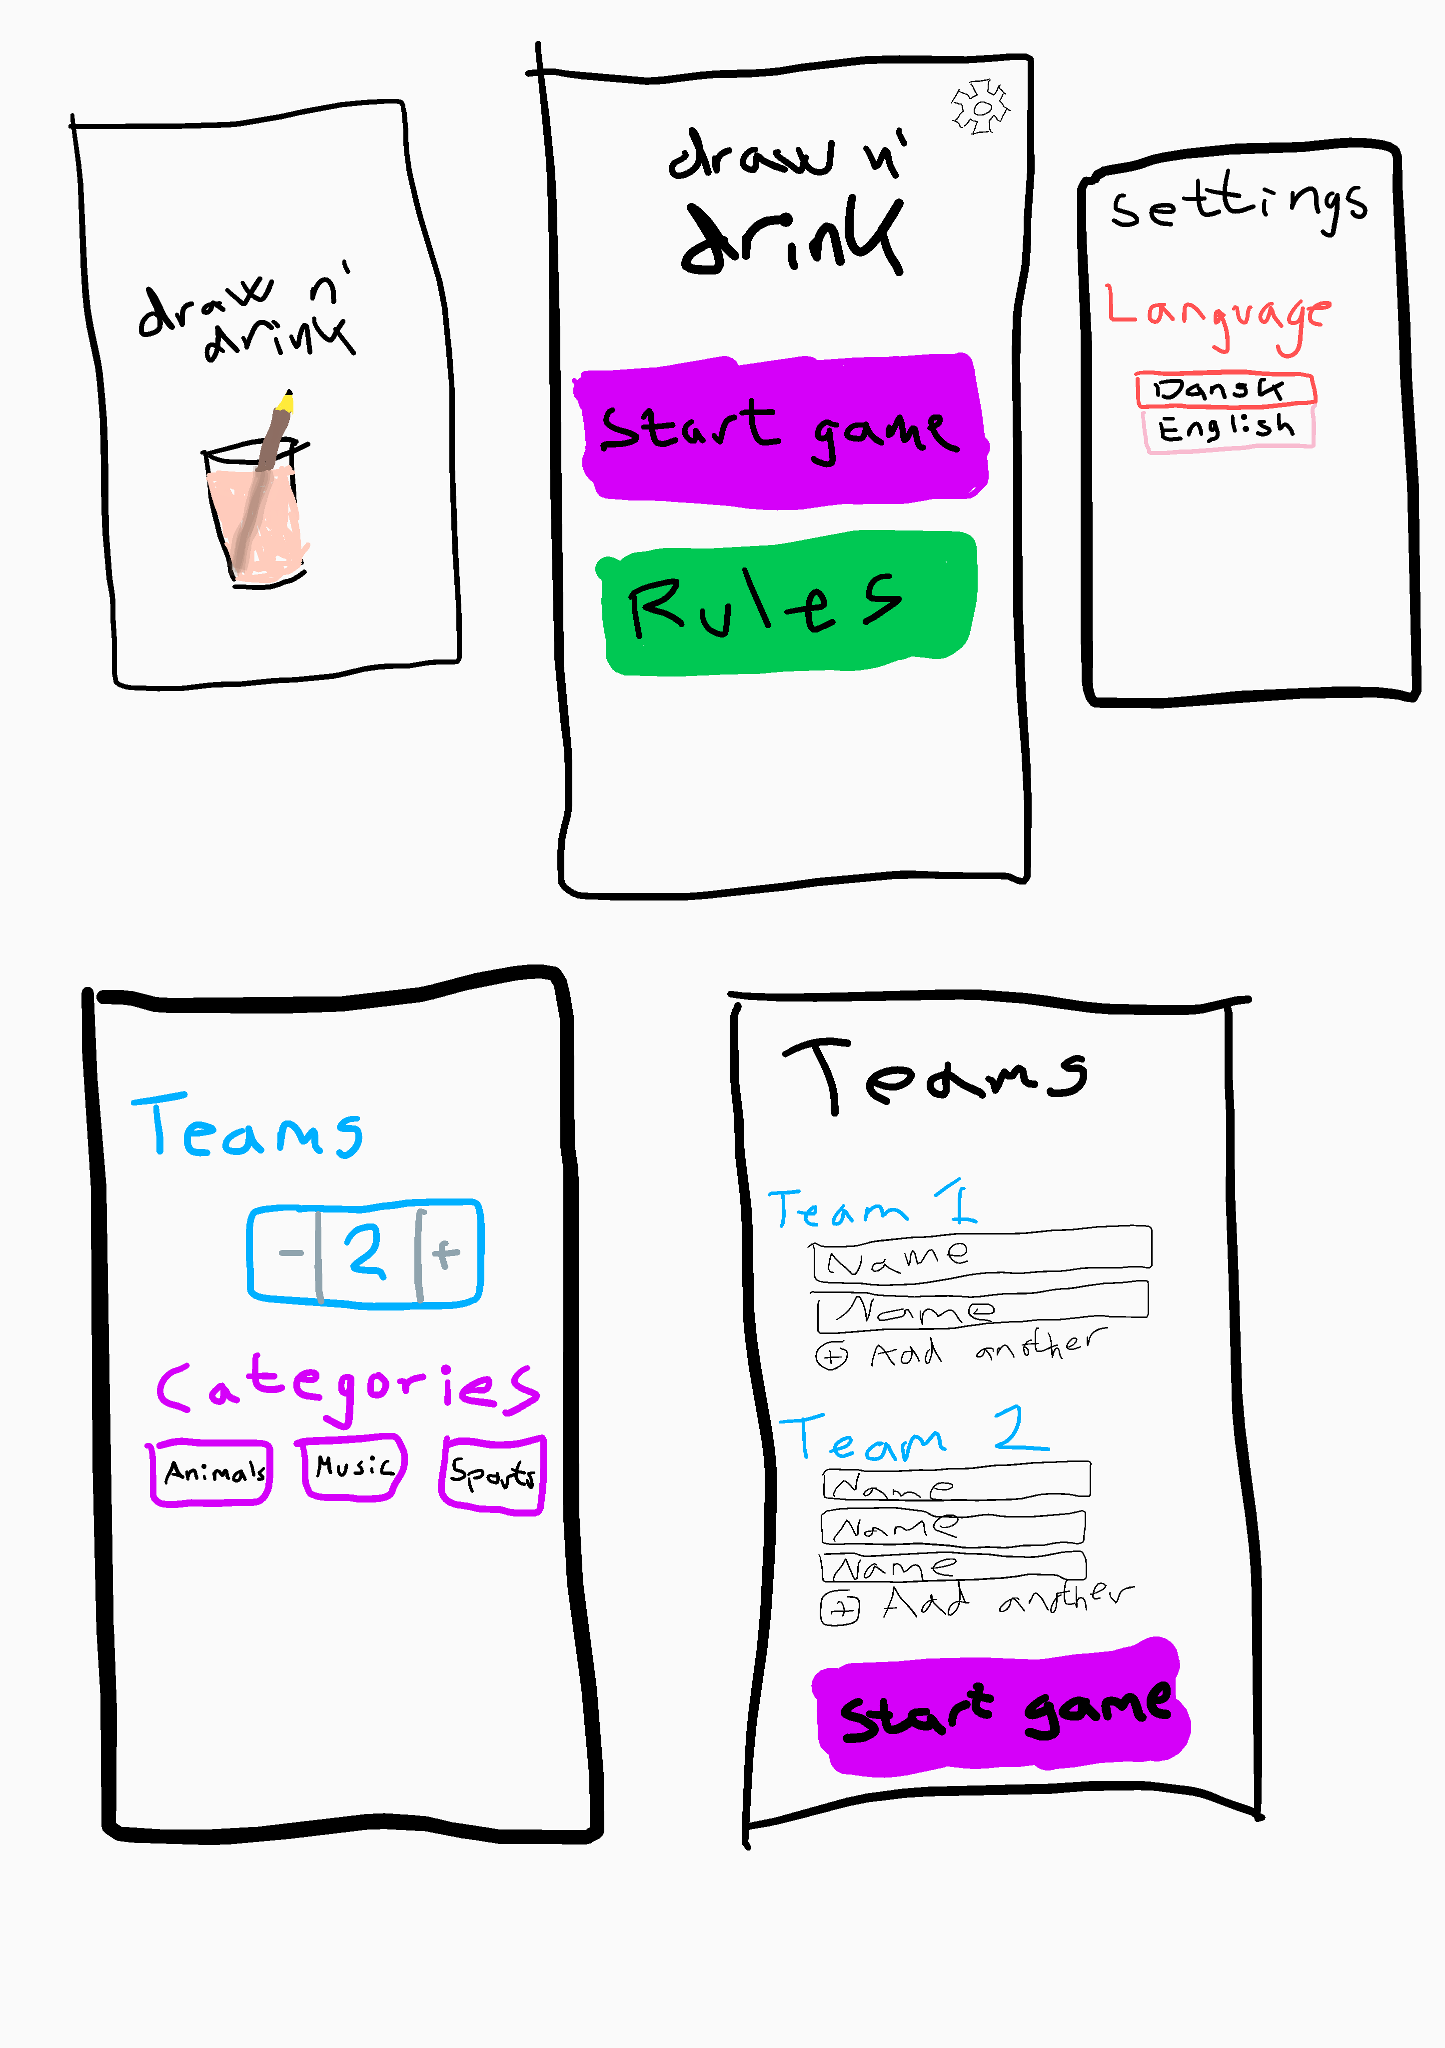 draw n'
drink
draw n'
drink
Start game
Rules
Settings
Language
Dansk
English
Teams
- 2 +
Categories
Animals Music Sports
Teams
Team 1
Name
Name
+ Add another
Team 2
Name
Name
Name
+ Add another
Start game